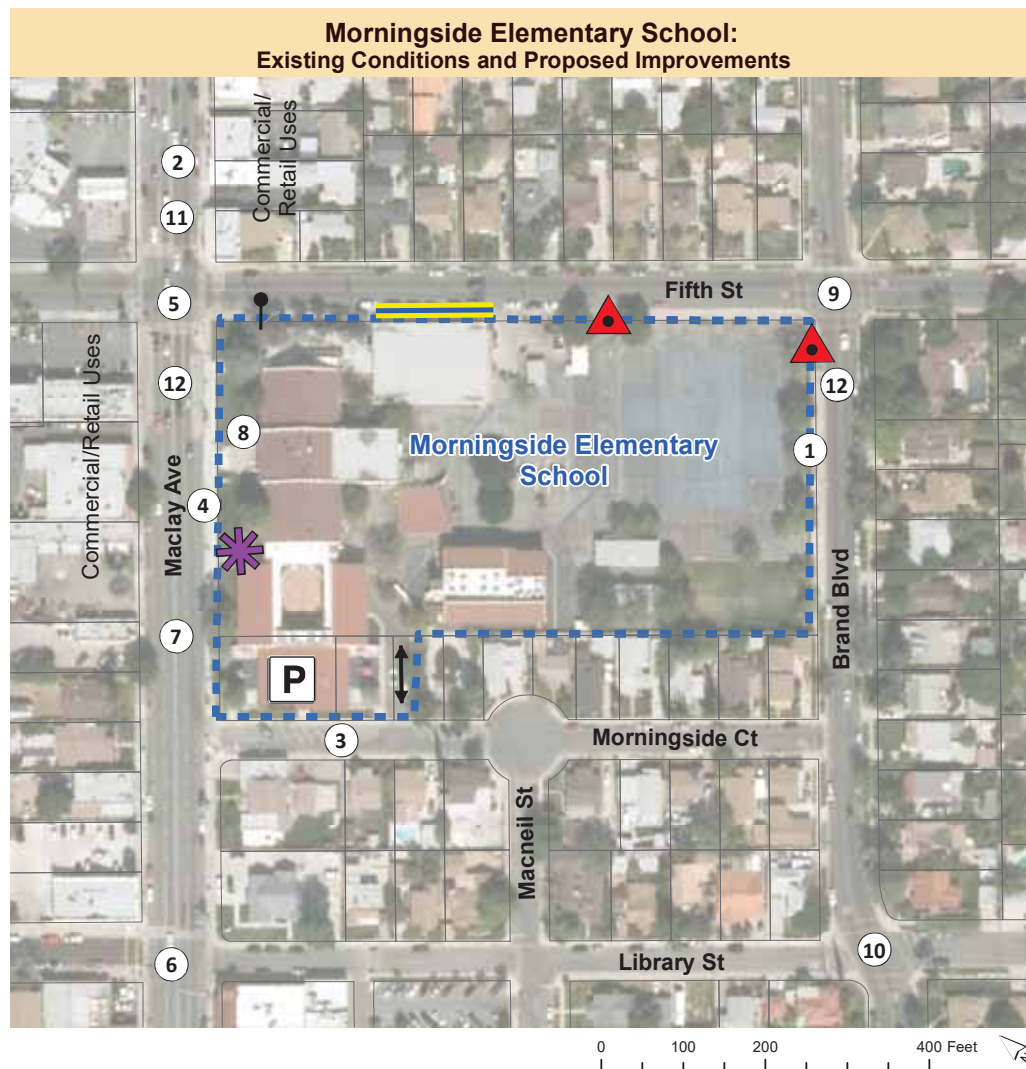 Morningside Elementary School:
Existing Conditions and Proposed Improvements
Commercial/
Retail Uses
2
11
5
Fifth St
9
Commercial/Retail Uses
12
12
8
Morningside Elementary
School
1
4
Maclay Ave
Brand Blvd
7
P
3
Morningside Ct
Macneil St
6
Library St
10
0 100 200 400 Feet
N